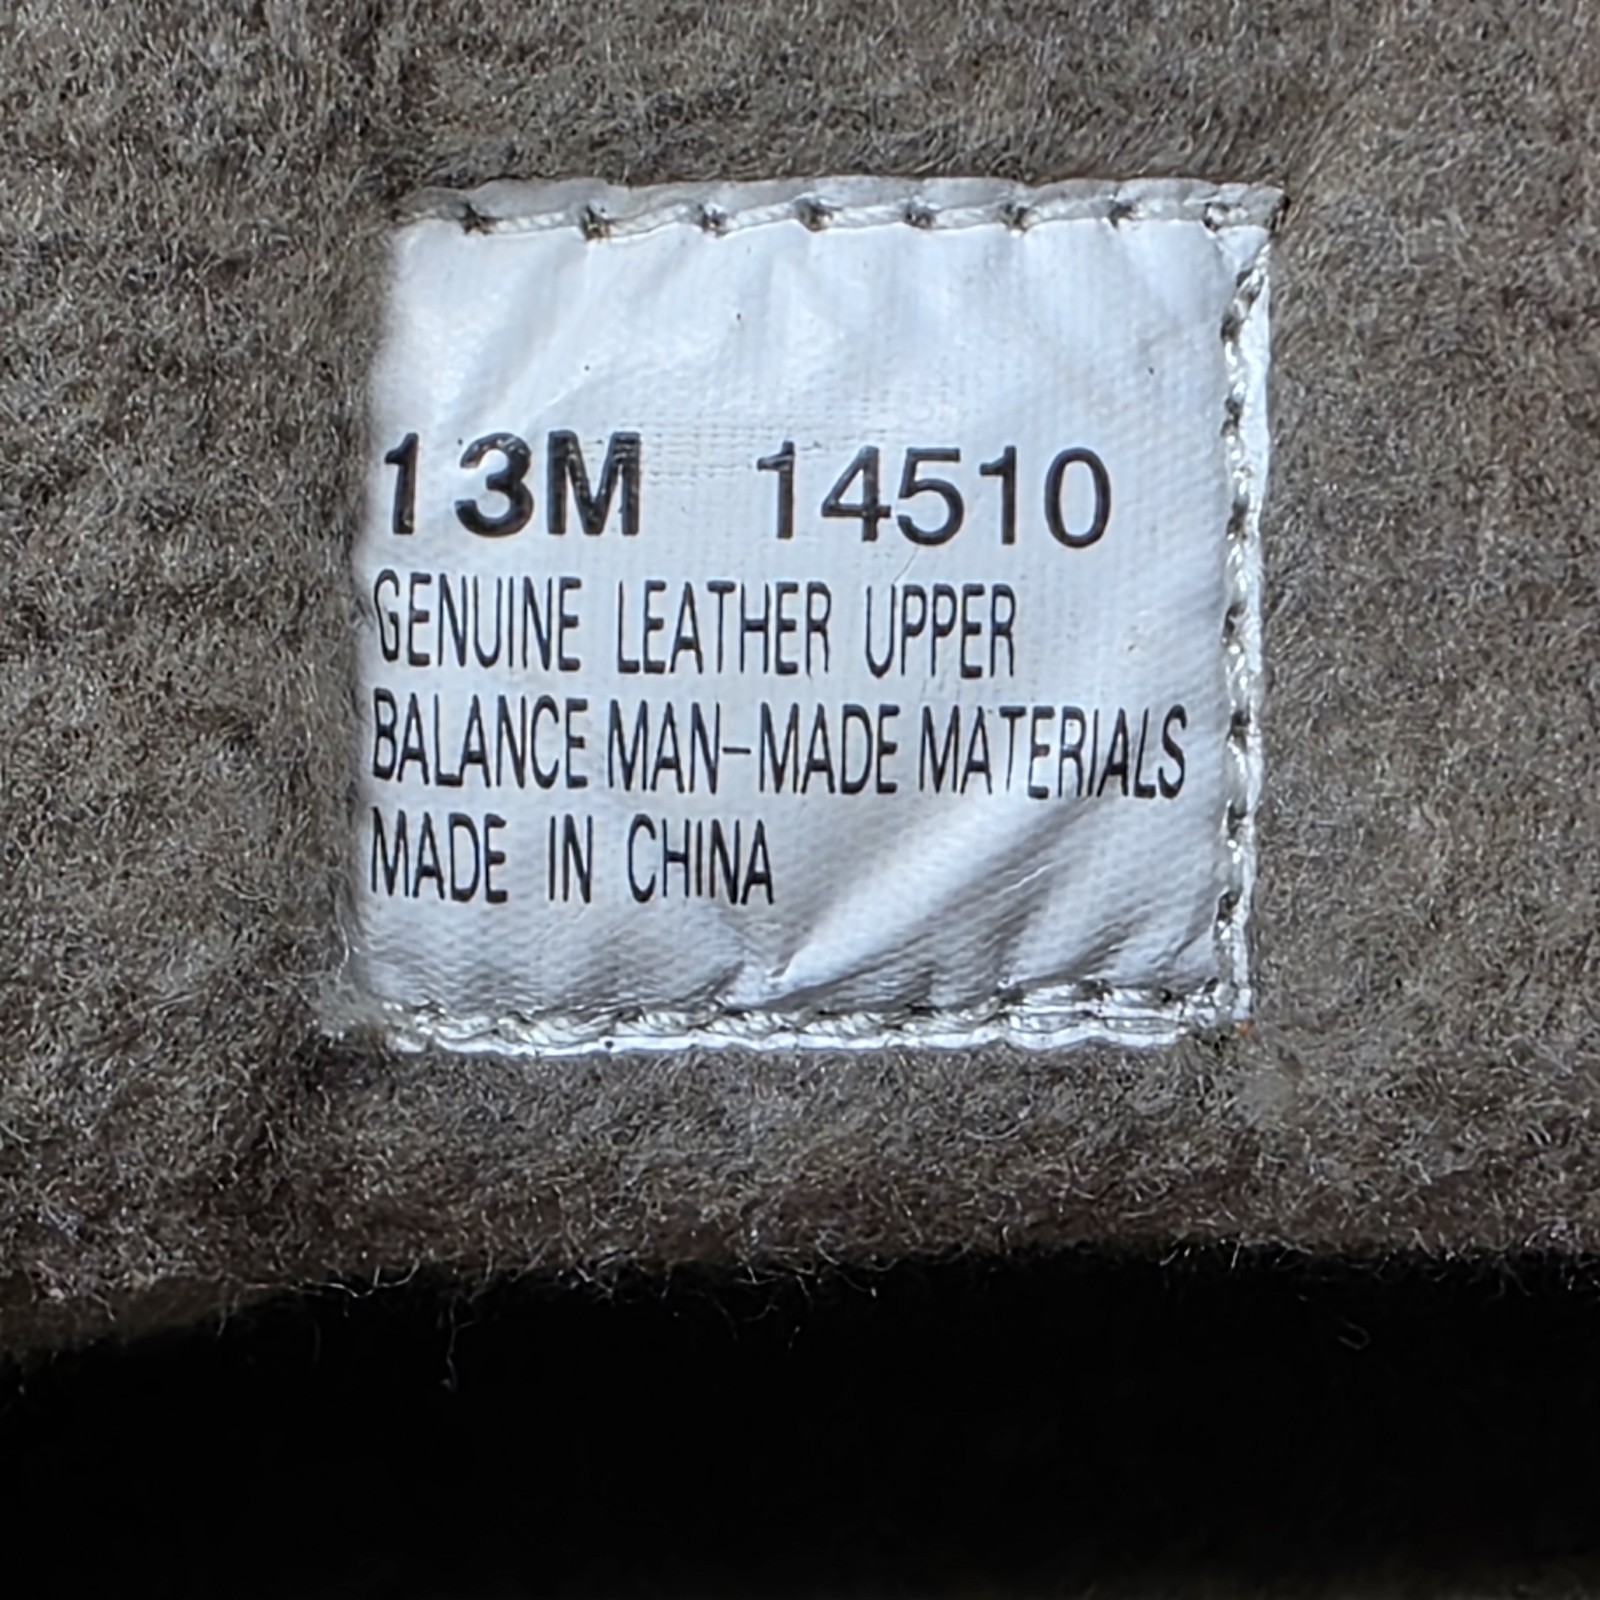 13M 14510
GENUINE LEATHER UPPER
BALANCE MAN-MADE MATERIALS
MADE IN CHINA